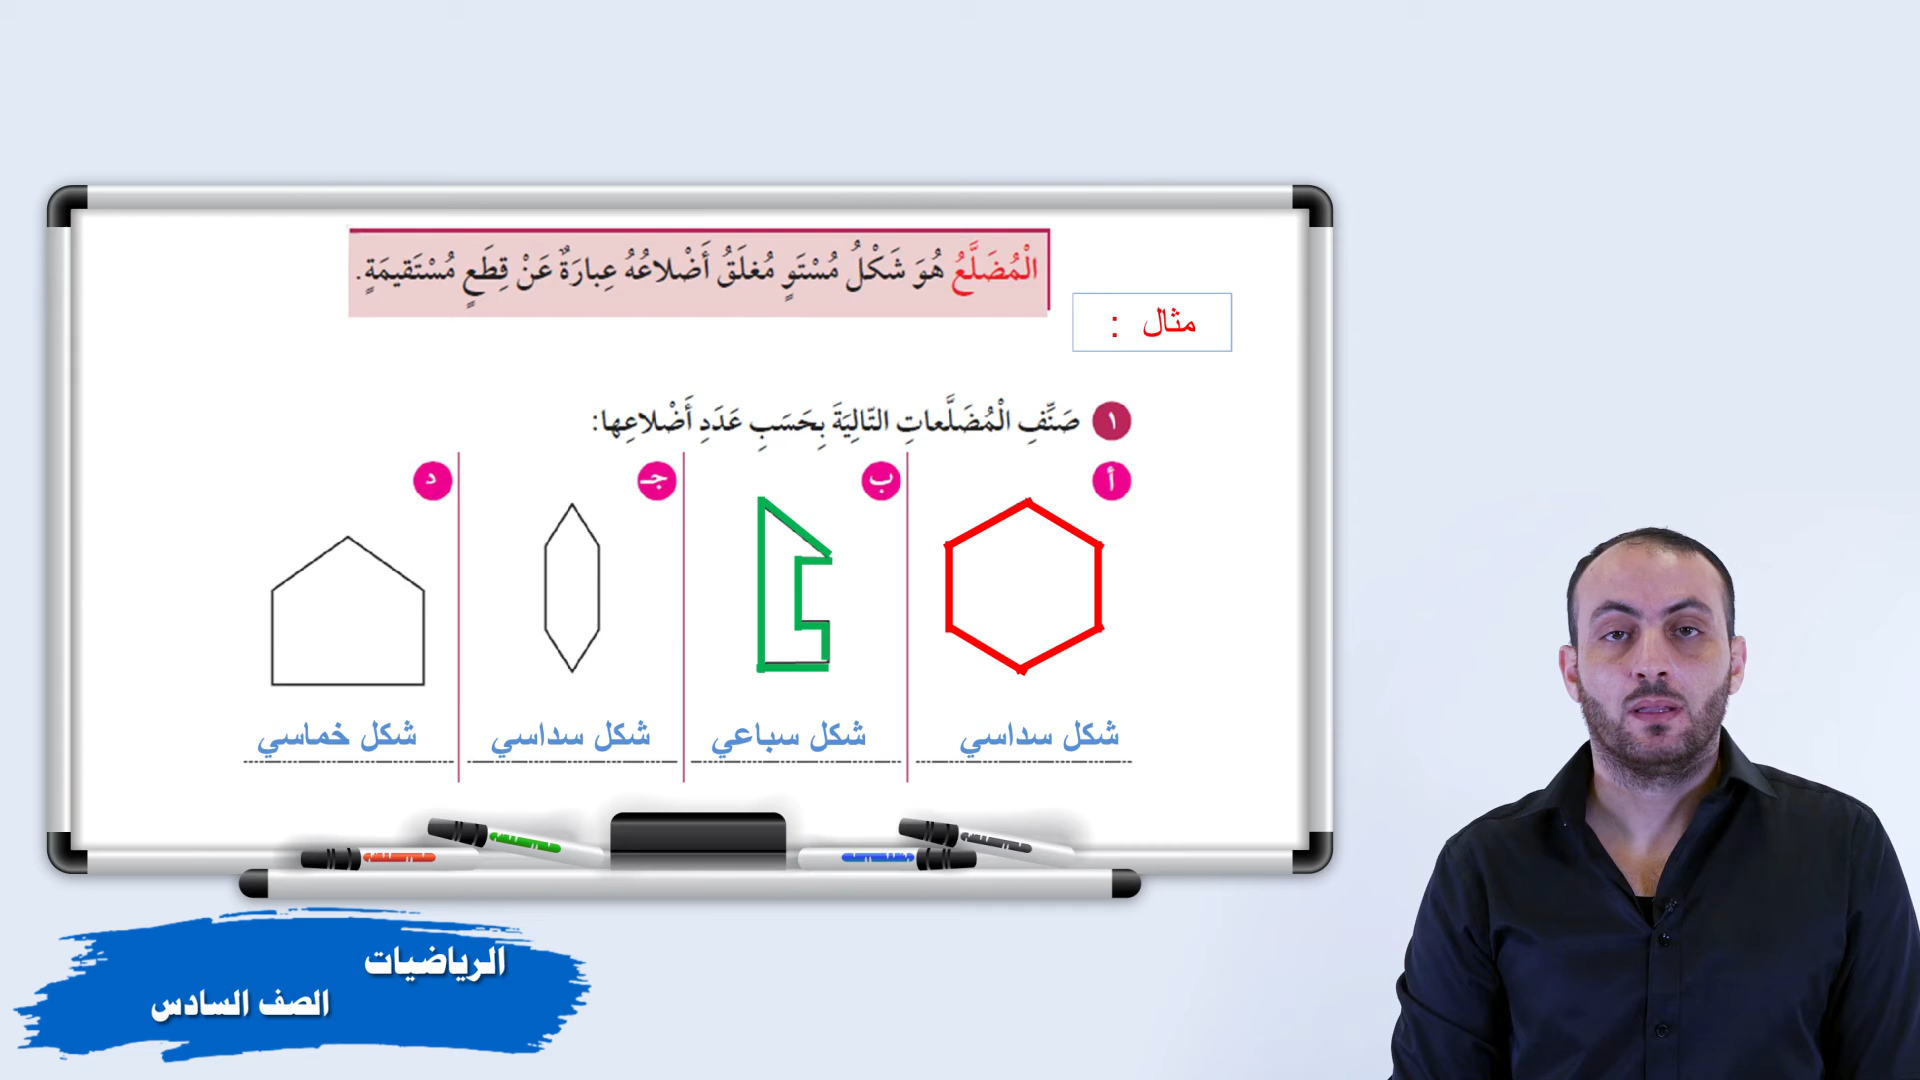 الْمُضَلَّعُ هُوَ شَكْلٌ مُسْتَوٍ مُغلَقٌ أَضْلاعُهُ عِبارَةٌ عَنْ قِطَعٍ مُسْتَقيمَةٍ.
مثال :
١ صَنِّفِ الْمُضَلَّعاتِ التّالِيَةَ بِحَسَبِ عَدَدِ أَضْلاعِها:
أ
ب
جـ
د
شكل سداسي
شكل سباعي
شكل سداسي
شكل خماسي
الرياضيات
الصف السادس